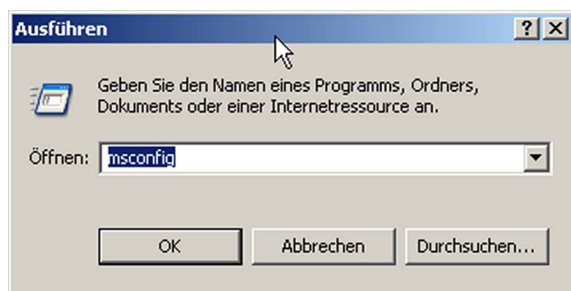 Ausführen
Geben Sie den Namen eines Programms, Ordners,
Dokuments oder einer Internetressource an.
Öffnen: msconfig
OK Abbrechen Durchsuchen...